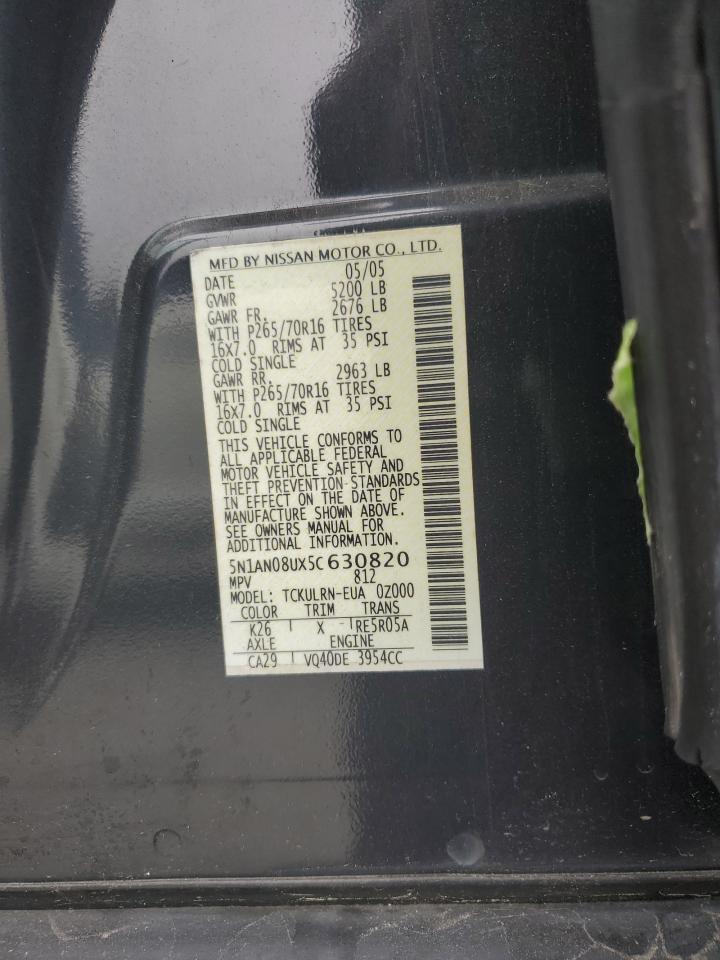 MFD BY NISSAN MOTOR CO., LTD.
DATE 05/05
GVWR 5200 LB
GAWR FR. 2676 LB
WITH P265/70R16 TIRES
16X7.0 RIMS AT 35 PSI
COLD SINGLE
GAWR RR. 2963 LB
WITH P265/70R16 TIRES
16X7.0 RIMS AT 35 PSI
COLD SINGLE
THIS VEHICLE CONFORMS TO
ALL APPLICABLE FEDERAL
MOTOR VEHICLE SAFETY AND
THEFT PREVENTION STANDARDS
IN EFFECT ON THE DATE OF
MANUFACTURE SHOWN ABOVE.
SEE OWNERS MANUAL FOR
ADDITIONAL INFORMATION.
5N1AN08UX5C630820
MPV 812
MODEL: TCKULRN-EUA 0Z000
COLOR TRIM TRANS
K26 X RE5R05A
AXLE ENGINE
CA29 VQ40DE 3954CC